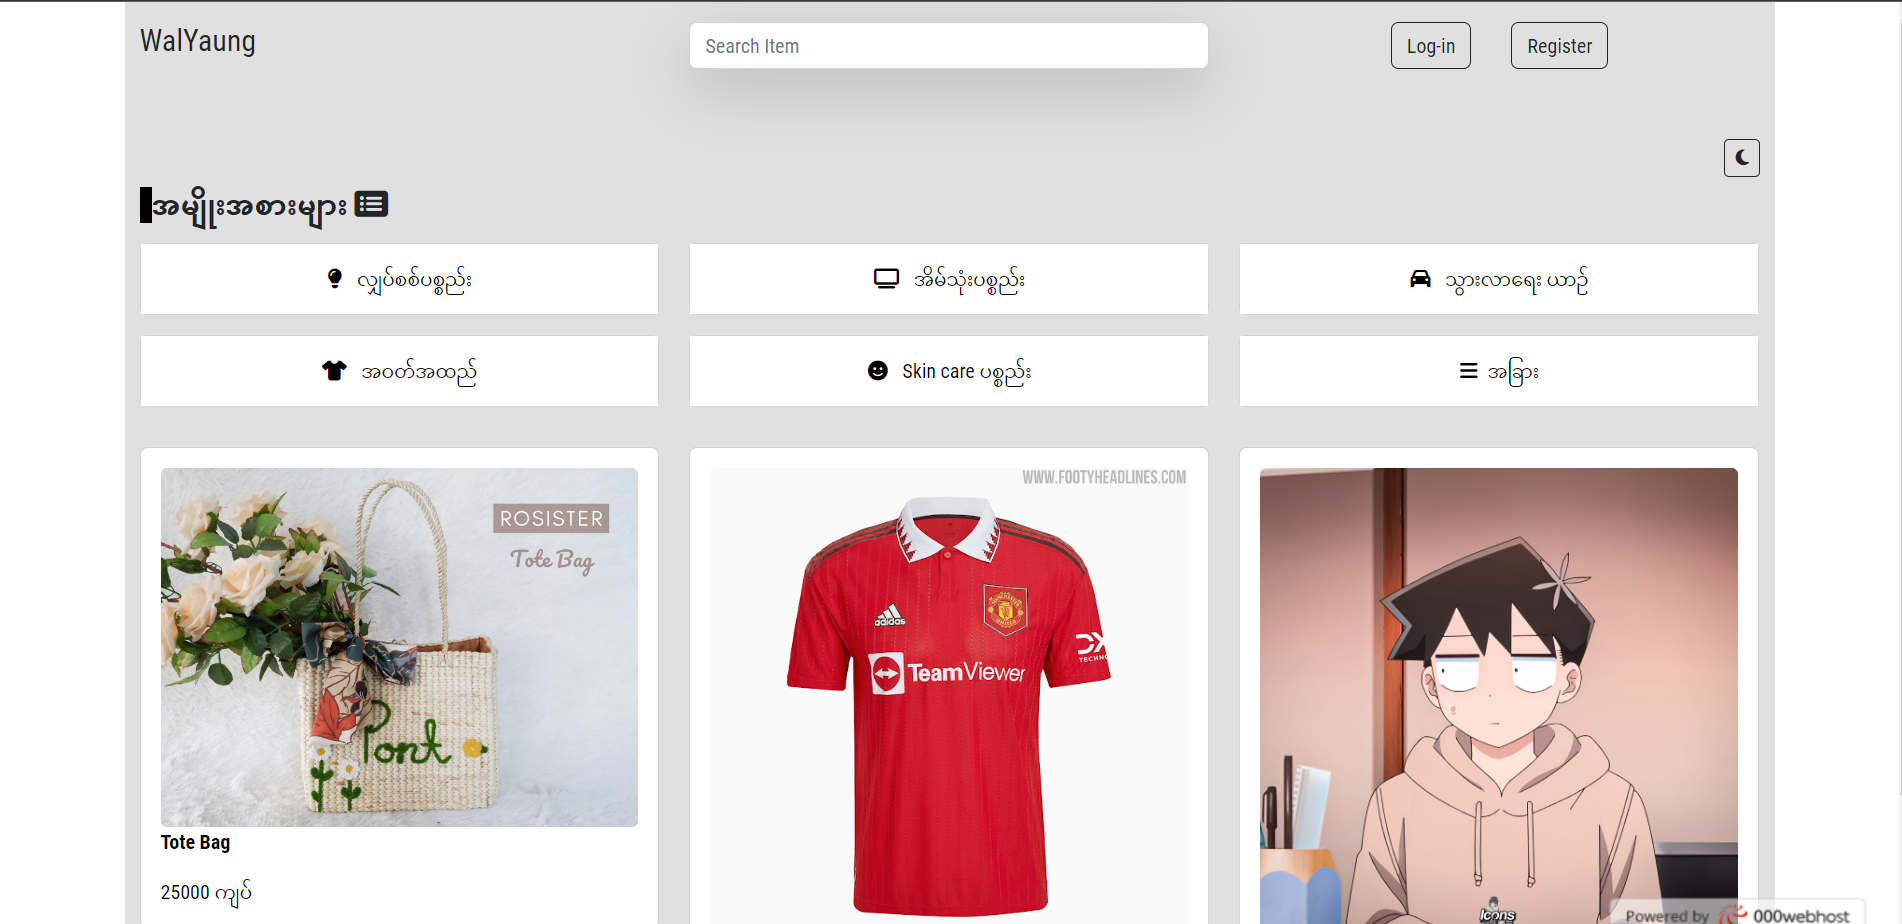 WalYaung
Search Item
Log-in
Register
အမျိုးအစားများ
လျှပ်စစ်ပစ္စည်း
အိမ်သုံးပစ္စည်း
သွားလာရေး ယာဉ်
အဝတ်အထည်
Skin care ပစ္စည်း
အခြား
ROSISTER
Tote Bag
Pont
Tote Bag
25000 ကျပ်
WWW.FOOTYHEADLINES.COM
adidas
MANCHESTER
UNITED
DX
TECHNO
TeamViewer
Icons
Powered by 000webhost